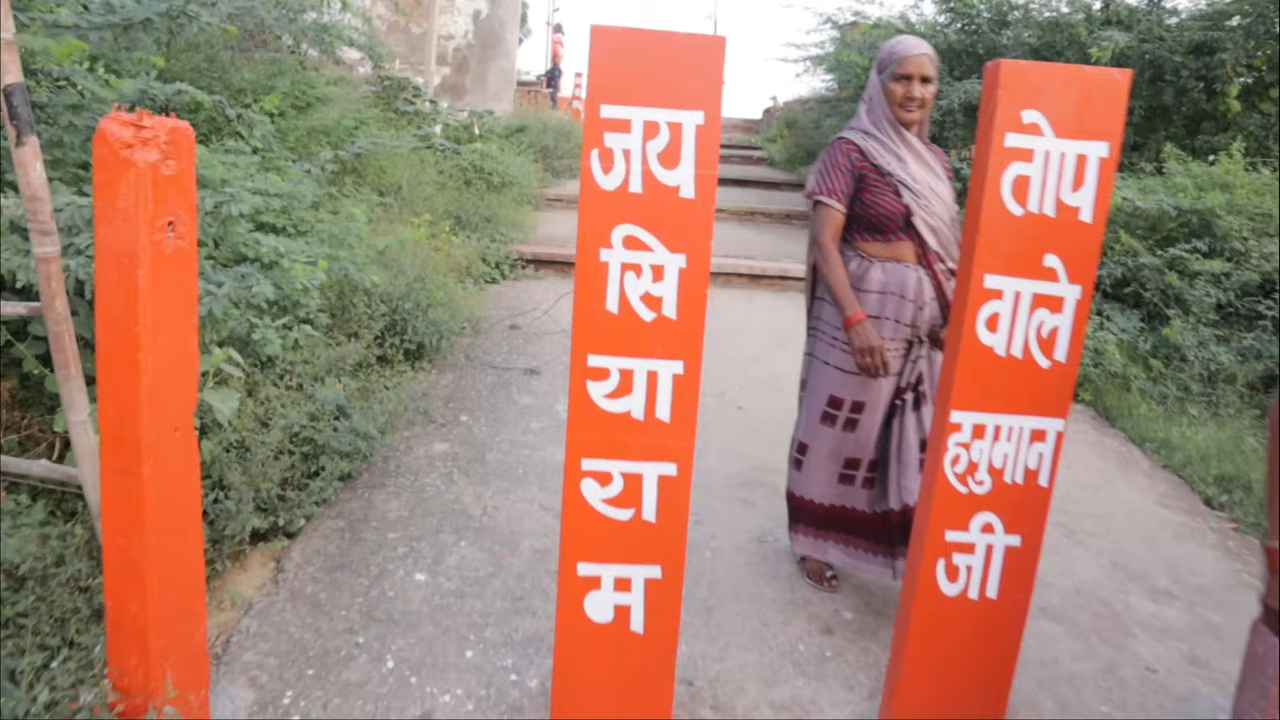 जय
सि
या
रा
म
तोप
वाले
हनुमान
जी